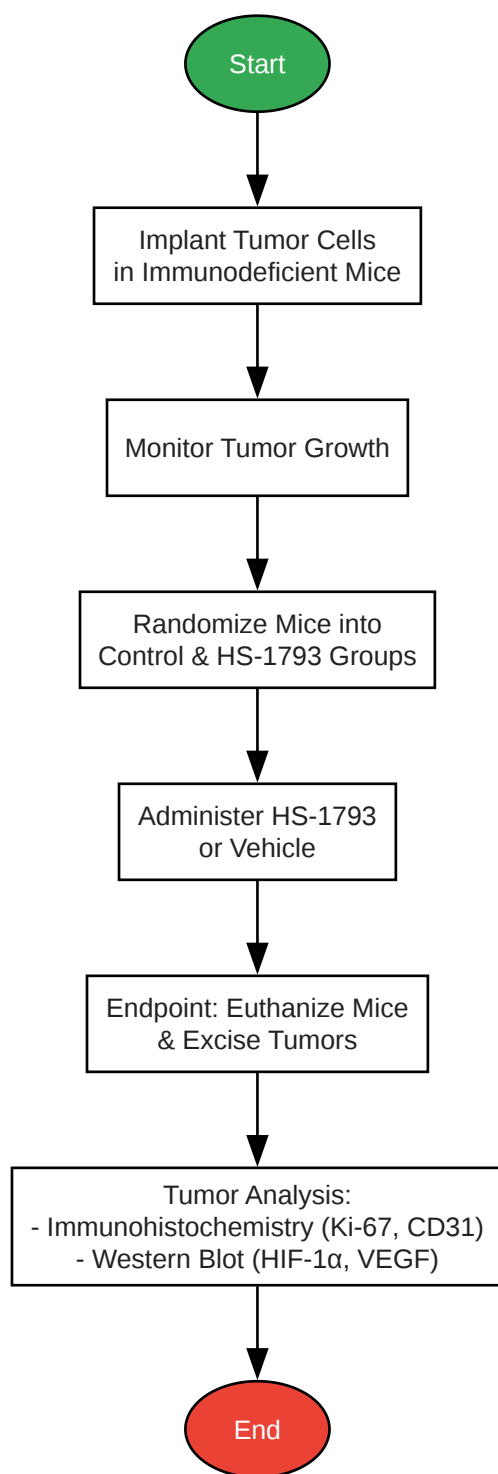 Start
Implant Tumor Cells
in Immunodeficient Mice
Monitor Tumor Growth
Randomize Mice into
Control & HS-1793 Groups
Administer HS-1793
or Vehicle
Endpoint: Euthanize Mice
& Excise Tumors
Tumor Analysis:
- Immunohistochemistry (Ki-67, CD31)
- Western Blot (HIF-1α, VEGF)
End